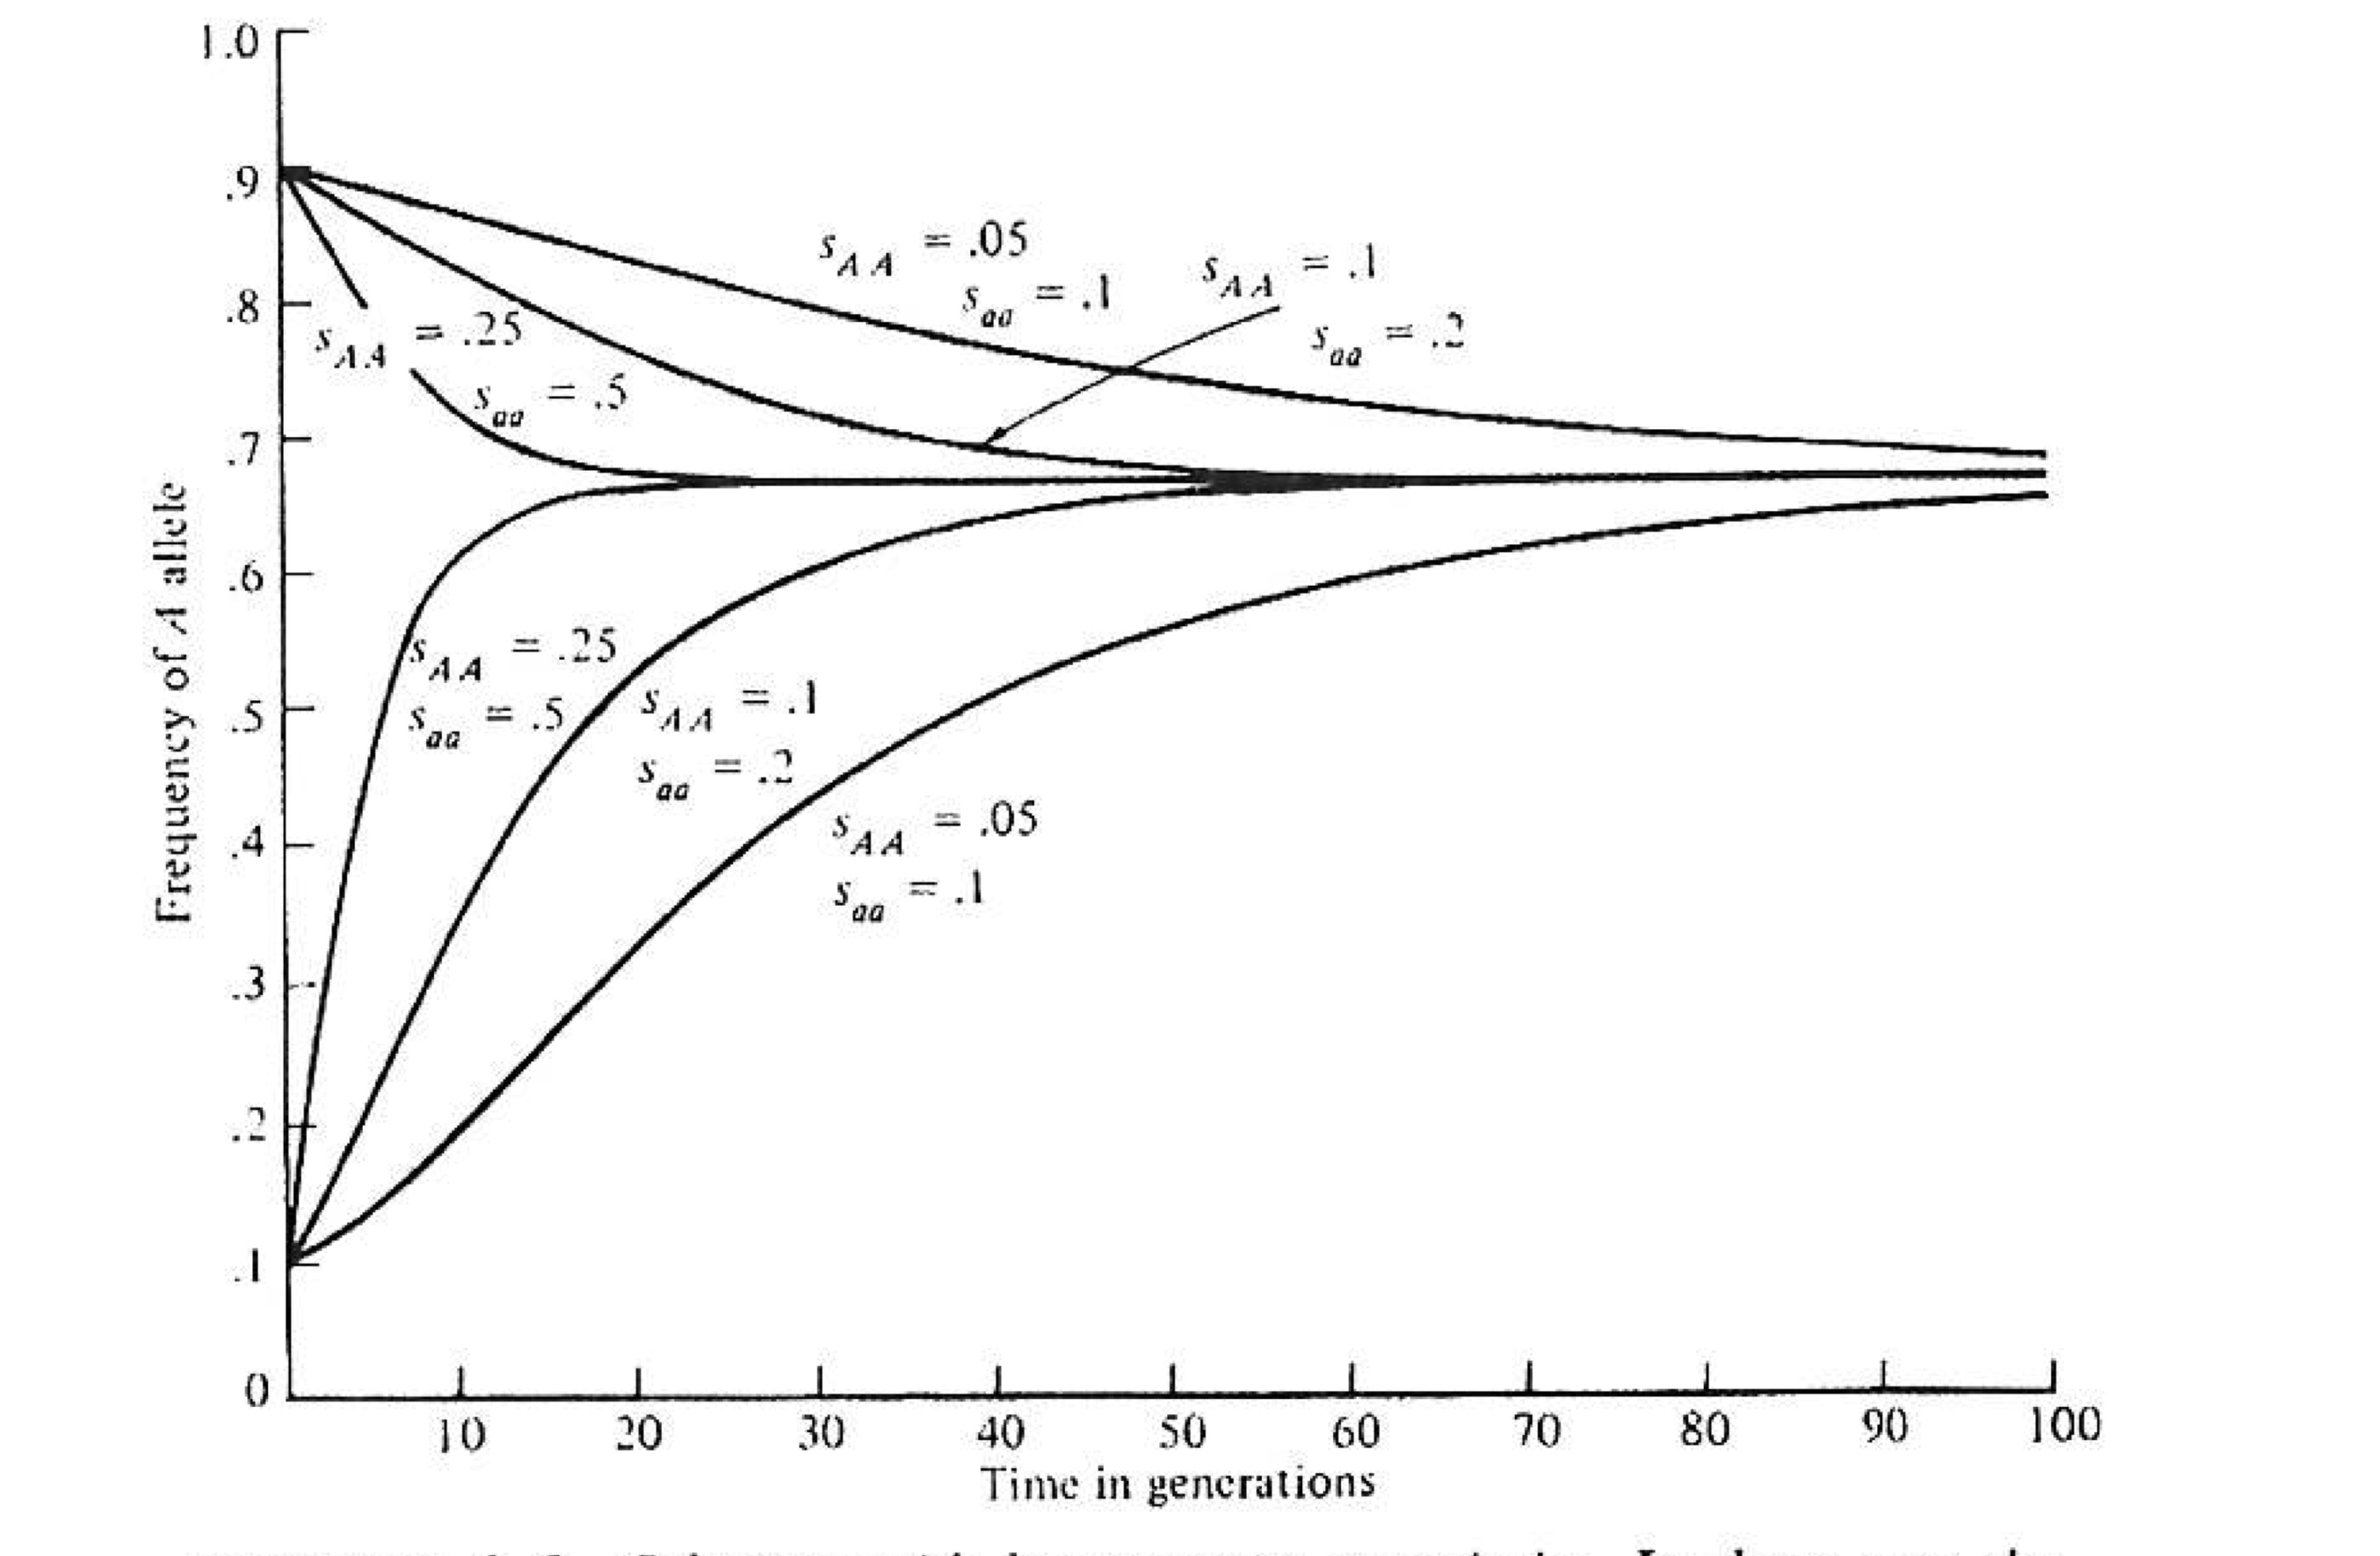 1.0
.9
.8
.7
.6
.5
.4
.3
.2
.1
0
Frequency of A allele
sAA = .05
saa = .1
sAA = .1
saa = .2
sAA = .25
saa = .5
sAA = .25
saa = .5
sAA = .1
saa = .2
sAA = .05
saa = .1
10 20 30 40 50 60 70 80 90 100
Time in generations